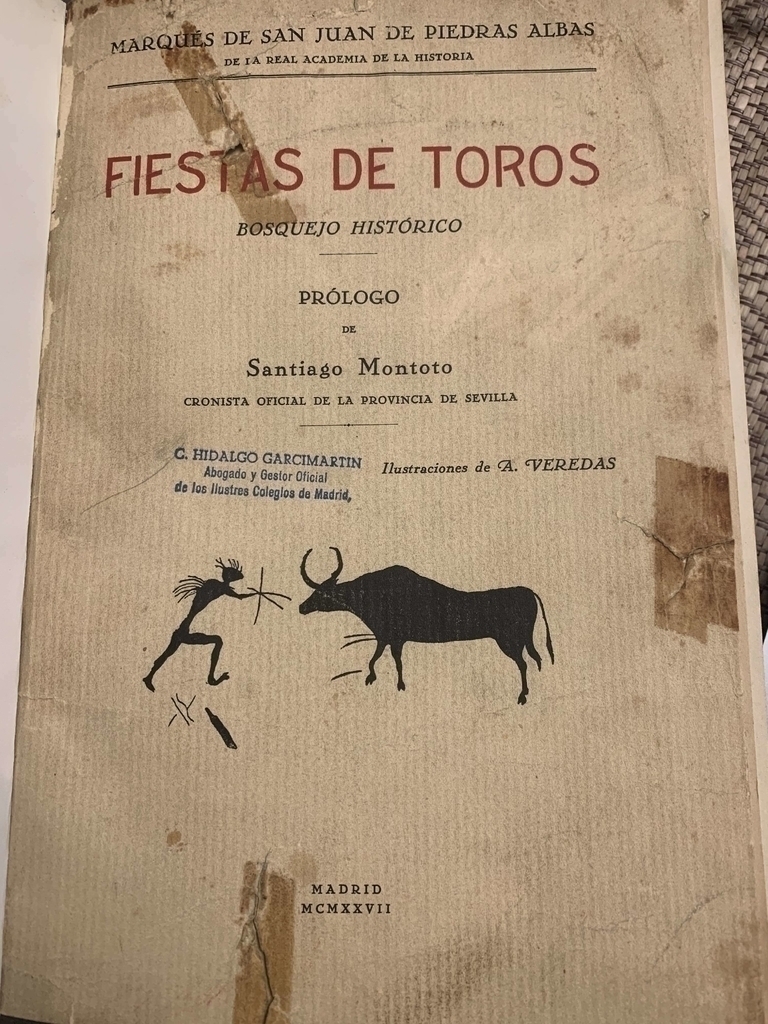 MARQUÉS DE SAN JUAN DE PIEDRAS ALBAS
DE LA REAL ACADEMIA DE LA HISTORIA
FIESTAS DE TOROS
BOSQUEJO HISTÓRICO
PRÓLOGO
DE
Santiago Montoto
CRONISTA OFICIAL DE LA PROVINCIA DE SEVILLA
C. HIDALGO GARCIMARTIN
Abogado y Gestor Oficial
de los Ilustres Colegios de Madrid,
Ilustraciones de A. VEREDAS
MADRID
MCMXXVII